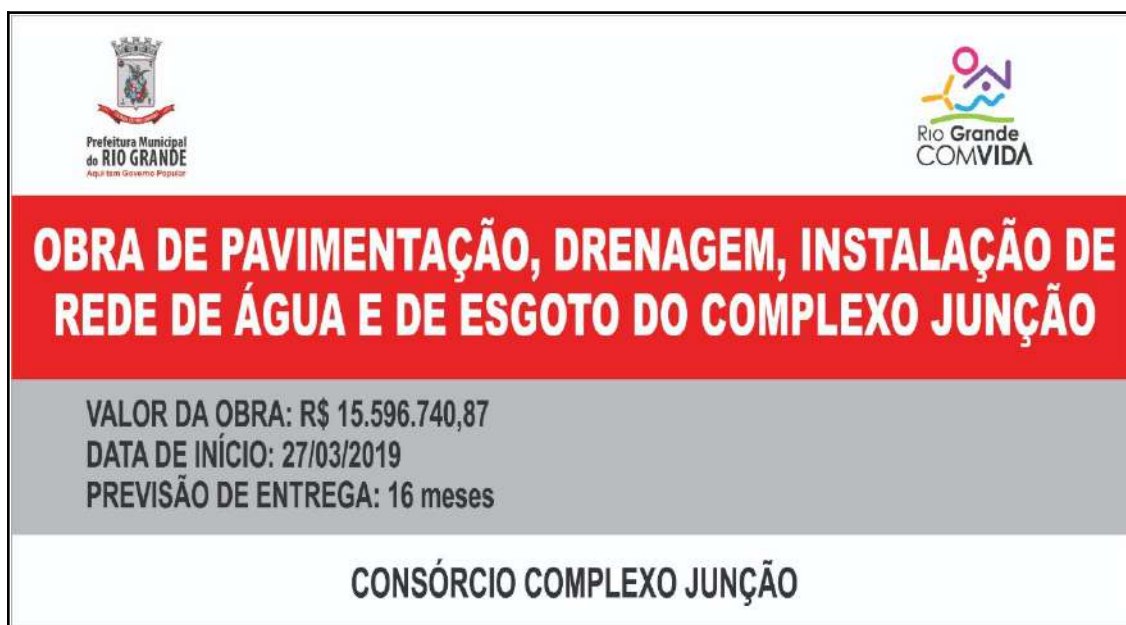 Prefeitura Municipal
do RIO GRANDE
Aqui tem Governo Popular
Rio Grande
COMVIDA
OBRA DE PAVIMENTAÇÃO, DRENAGEM, INSTALAÇÃO DE
REDE DE ÁGUA E DE ESGOTO DO COMPLEXO JUNÇÃO
VALOR DA OBRA: R$ 15.596.740,87
DATA DE INÍCIO: 27/03/2019
PREVISÃO DE ENTREGA: 16 meses
CONSÓRCIO COMPLEXO JUNÇÃO